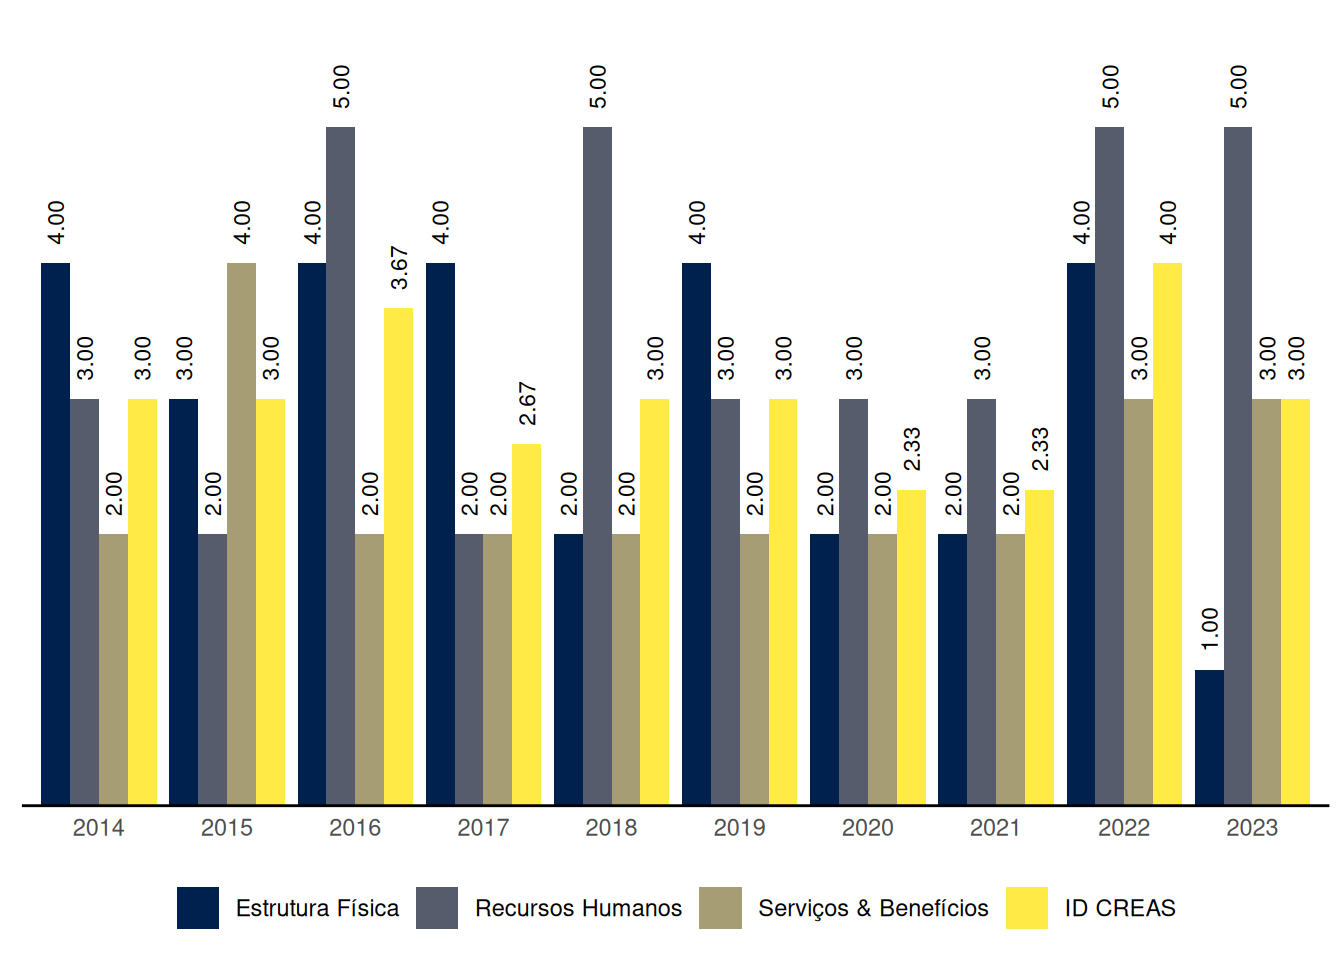 4.00 3.00 2.00 3.00
3.00 2.00 4.00 3.00
4.00 5.00 2.00 3.67
4.00 2.00 2.00 2.67
2.00 5.00 2.00 3.00
4.00 3.00 2.00 3.00
2.00 3.00 2.00 2.33
2.00 3.00 2.00 2.33
4.00 5.00 3.00 4.00
1.00 5.00 3.00 3.00
2014 2015 2016 2017 2018 2019 2020 2021 2022 2023
Estrutura Física Recursos Humanos Serviços & Benefícios ID CREAS